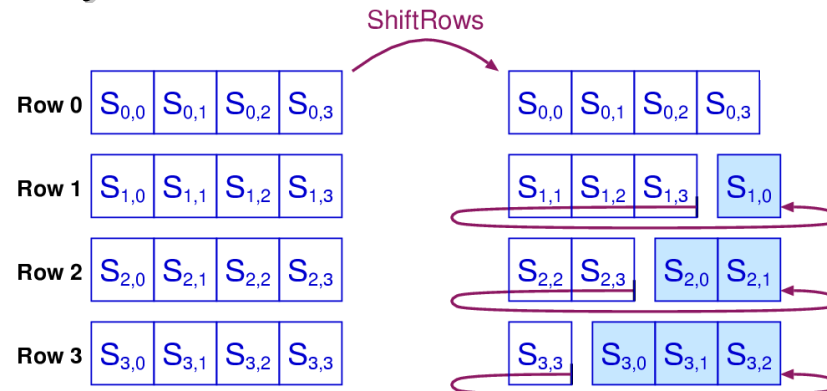 ShiftRows
Row 0 S0,0 S0,1 S0,2 S0,3 S0,0 S0,1 S0,2 S0,3
Row 1 S1,0 S1,1 S1,2 S1,3 S1,1 S1,2 S1,3 S1,0
Row 2 S2,0 S2,1 S2,2 S2,3 S2,2 S2,3 S2,0 S2,1
Row 3 S3,0 S3,1 S3,2 S3,3 S3,3 S3,0 S3,1 S3,2